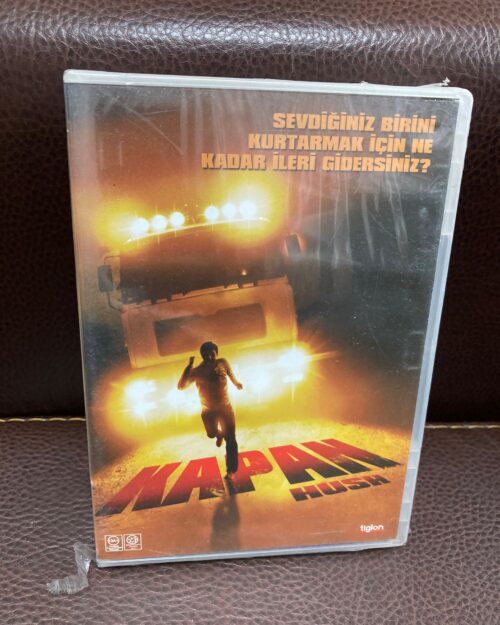 SEVDİĞİNİZ BİRİNİ
KURTARMAK İÇİN NE
KADAR İLERİ GİDERSİNİZ?
KAPAN
HUSH
tiglon